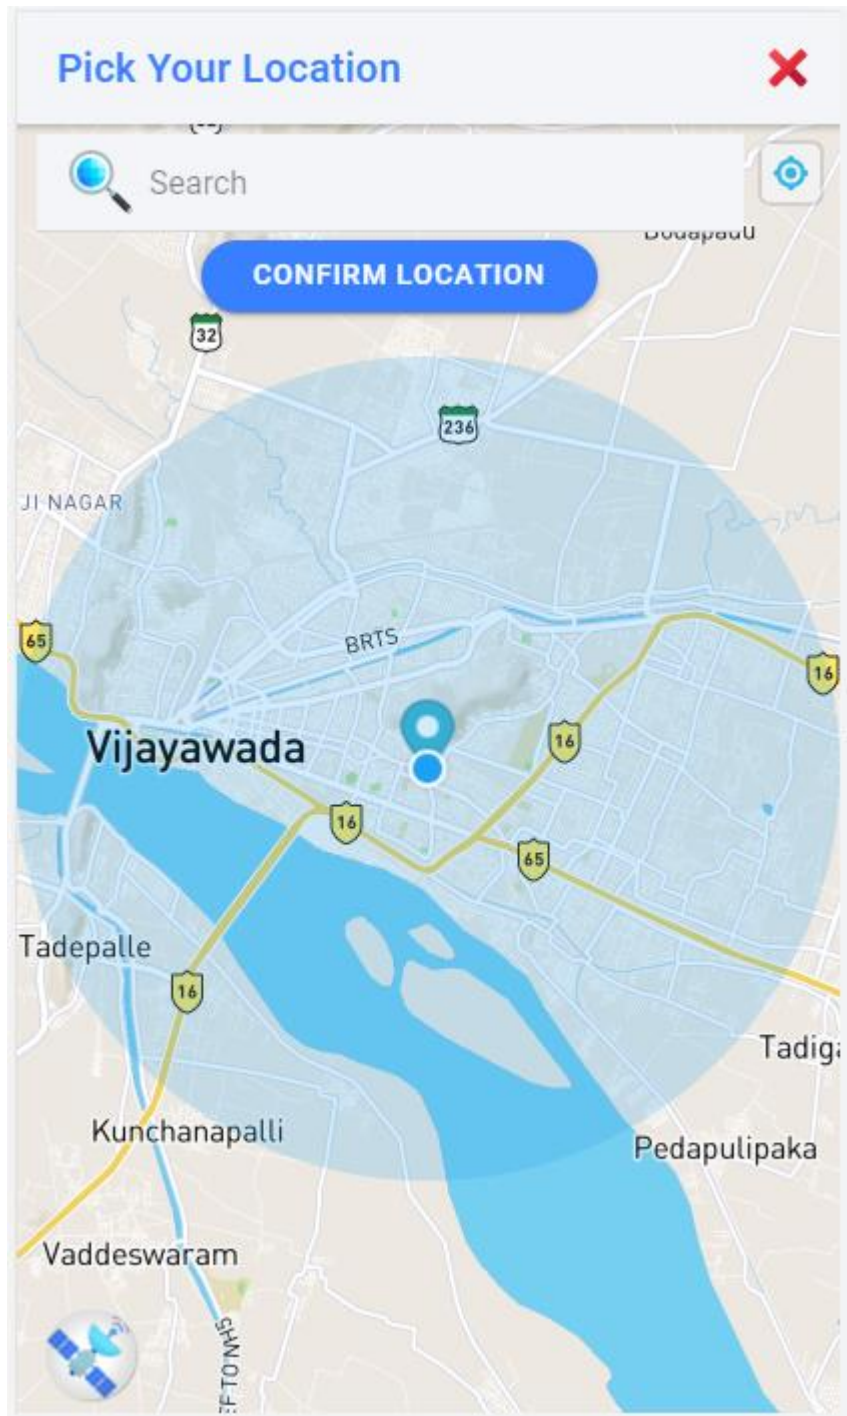 Pick Your Location
Search
CONFIRM LOCATION
32
236
JI NAGAR
65
BRTS
16
Vijayawada
16
16
65
Tadepalle
16
Tadiga
Kunchanapalli
Pedapulipaka
Vaddeswaram